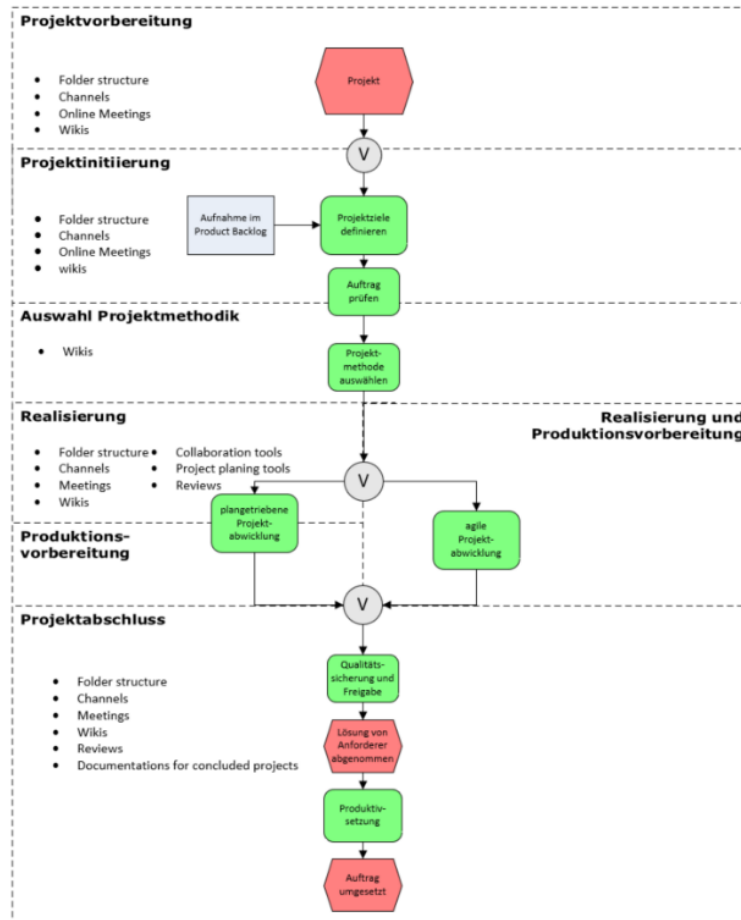 Projektvorbereitung
• Folder structure
• Channels
• Online Meetings
• Wikis
Projekt
V
Projektinitiierung
• Folder structure
• Channels
• Online Meetings
• wikis
Aufnahme im
Product Backlog
Projektziele
definieren
Auftrag
prüfen
Auswahl Projektmethodik
• Wikis
Projekt-
methode
auswählen
Realisierung
• Folder structure
• Channels
• Meetings
• Wikis
• Collaboration tools
• Project planing tools
• Reviews
Realisierung und
Produktionsvorbereitung
V
plangetriebene
Projekt-
abwicklung
agile
Projekt-
abwicklung
Produktions-
vorbereitung
V
Projektabschluss
• Folder structure
• Channels
• Meetings
• Wikis
• Reviews
• Documentations for concluded projects
Qualitäts-
sicherung und
Freigabe
Lösung von
Anforderer
abgenommen
Produktiv-
setzung
Auftrag
umgesetzt